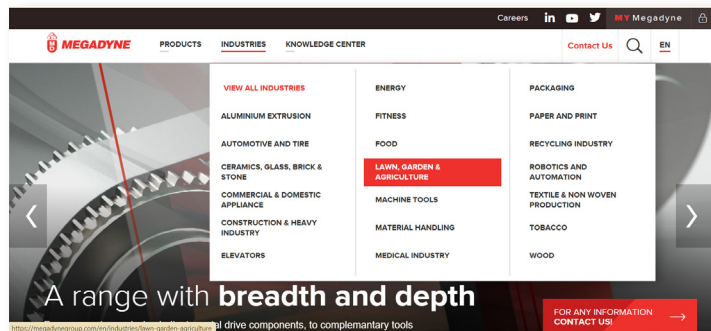 Careers in MY Megadyne
MEGADYNE PRODUCTS INDUSTRIES KNOWLEDGE CENTER Contact Us EN
VIEW ALL INDUSTRIES
ALUMINIUM EXTRUSION
AUTOMOTIVE AND TIRE
CERAMICS, GLASS, BRICK &
STONE
COMMERCIAL & DOMESTIC
APPLIANCE
CONSTRUCTION & HEAVY
INDUSTRY
ELEVATORS
ENERGY
FITNESS
FOOD
LAWN, GARDEN &
AGRICULTURE
MACHINE TOOLS
MATERIAL HANDLING
MEDICAL INDUSTRY
PACKAGING
PAPER AND PRINT
RECYCLING INDUSTRY
ROBOTICS AND
AUTOMATION
TEXTILE & NON WOVEN
PRODUCTION
TOBACCO
WOOD
A range with breadth and depth
drive components, to complemantary tools
FOR ANY INFORMATION
CONTACT US!
https://megadynegroup.com/en/industries/lawn-garden-agriculture